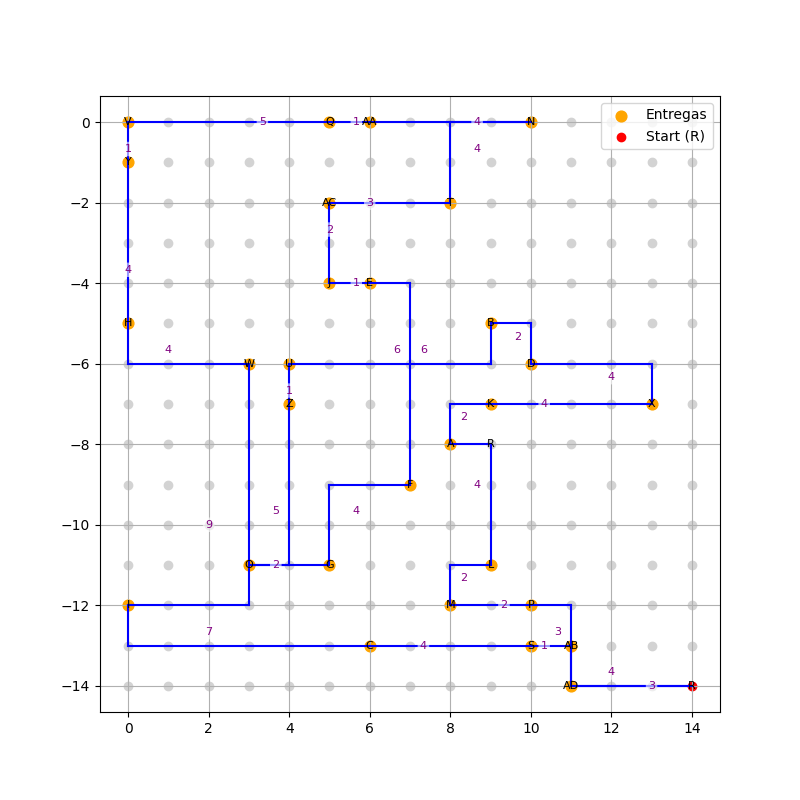 Entregas
Start (R)
0
V
5
Q
1
AA
4
N
1
4
Y
−2
AC
3
T
2
4
−4
J
1
E
H
B
2
4
6
6
−6
W
U
D
4
1
Z
K
4
X
2
−8
A
R
F
4
5
4
9
−10
O
2
G
L
2
−12
I
M
2
P
7
3
C
4
S
1
AB
4
−14
AD
3
R
0 2 4 6 8 10 12 14